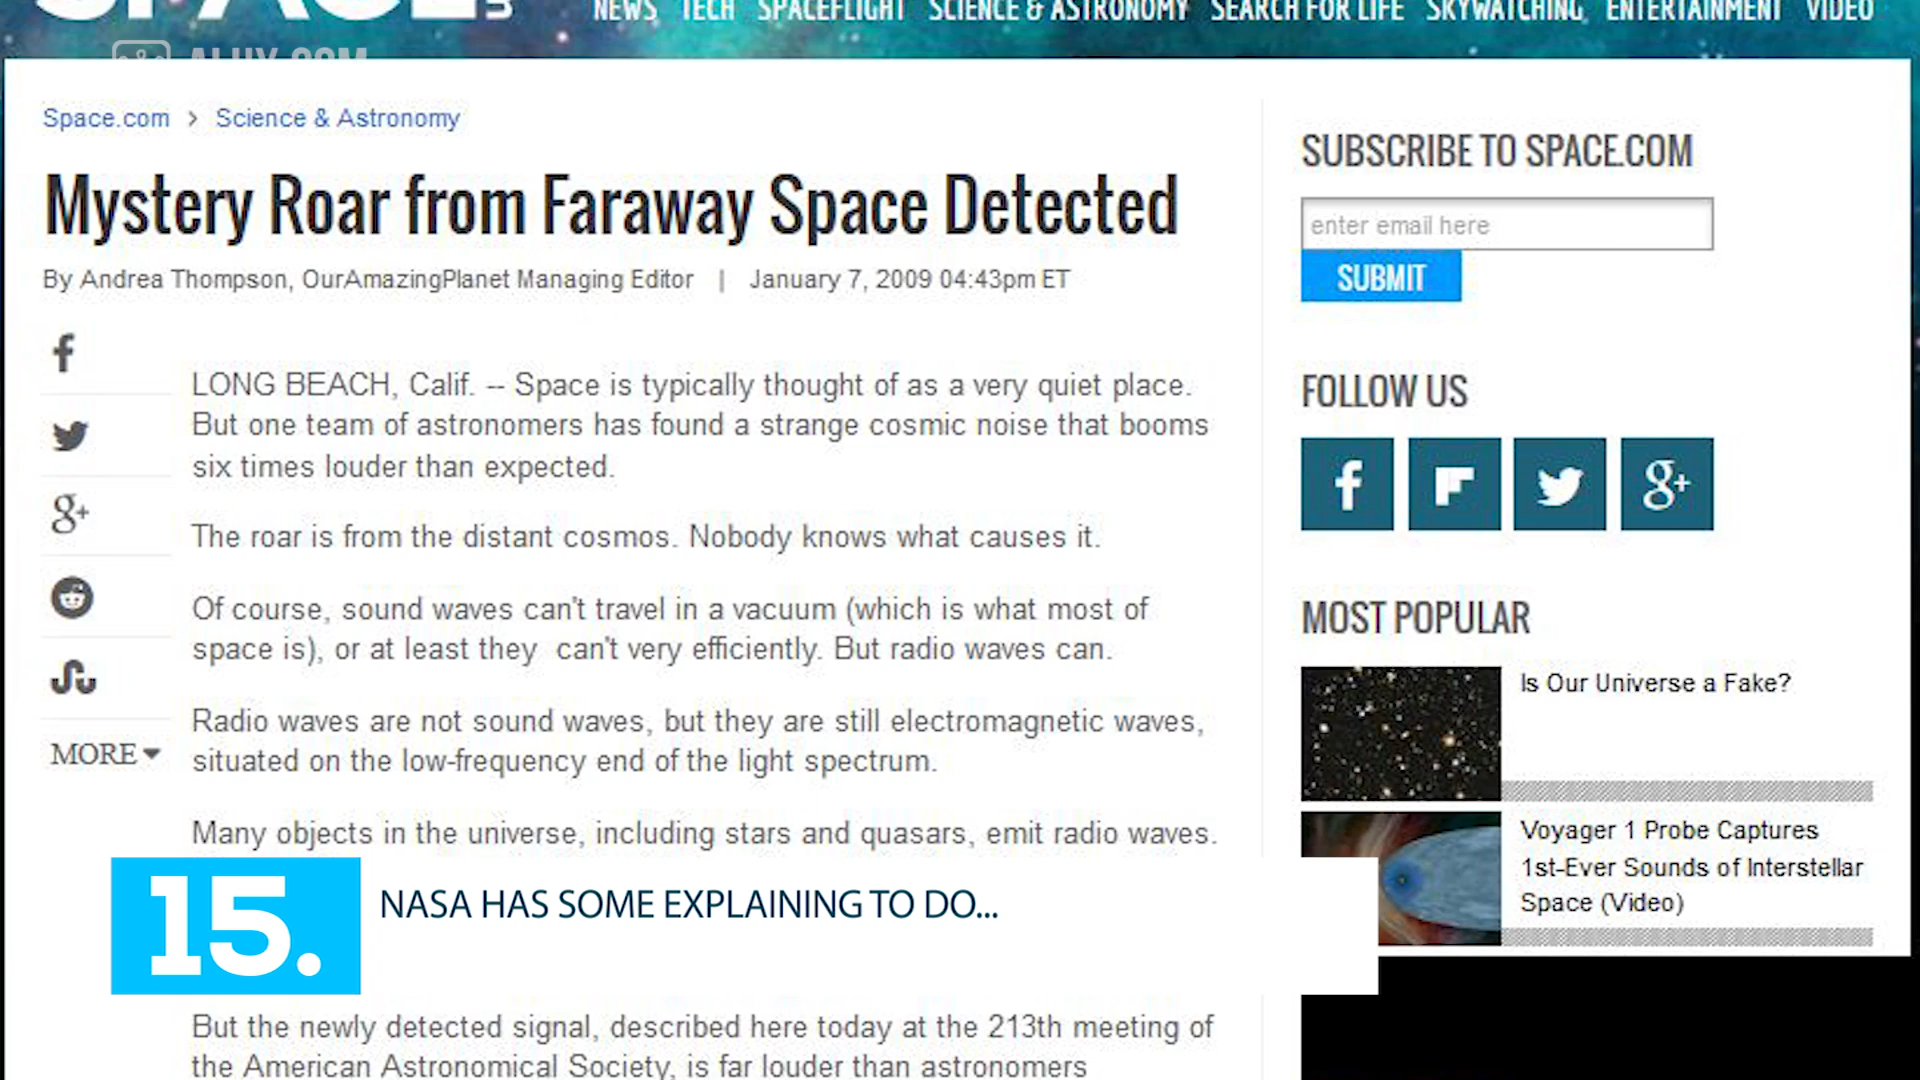 SPACE
NEWS TECH SPACEFLIGHT SCIENCE & ASTRONOMY SEARCH FOR LIFE SKYWATCHING ENTERTAINMENT VIDEO
ALUX.COM
Space.com > Science & Astronomy
Mystery Roar from Faraway Space Detected
By Andrea Thompson, OurAmazingPlanet Managing Editor | January 7, 2009 04:43pm ET
LONG BEACH, Calif. -- Space is typically thought of as a very quiet place.
But one team of astronomers has found a strange cosmic noise that booms
six times louder than expected.
The roar is from the distant cosmos. Nobody knows what causes it.
Of course, sound waves can't travel in a vacuum (which is what most of
space is), or at least they can't very efficiently. But radio waves can.
Radio waves are not sound waves, but they are still electromagnetic waves,
situated on the low-frequency end of the light spectrum.
Many objects in the universe, including stars and quasars, emit radio waves.
MORE
15.
NASA HAS SOME EXPLAINING TO DO...
But the newly detected signal, described here today at the 213th meeting of
the American Astronomical Society, is far louder than astronomers
SUBSCRIBE TO SPACE.COM
enter email here
SUBMIT
FOLLOW US
MOST POPULAR
Is Our Universe a Fake?
Voyager 1 Probe Captures
1st-Ever Sounds of Interstellar
Space (Video)